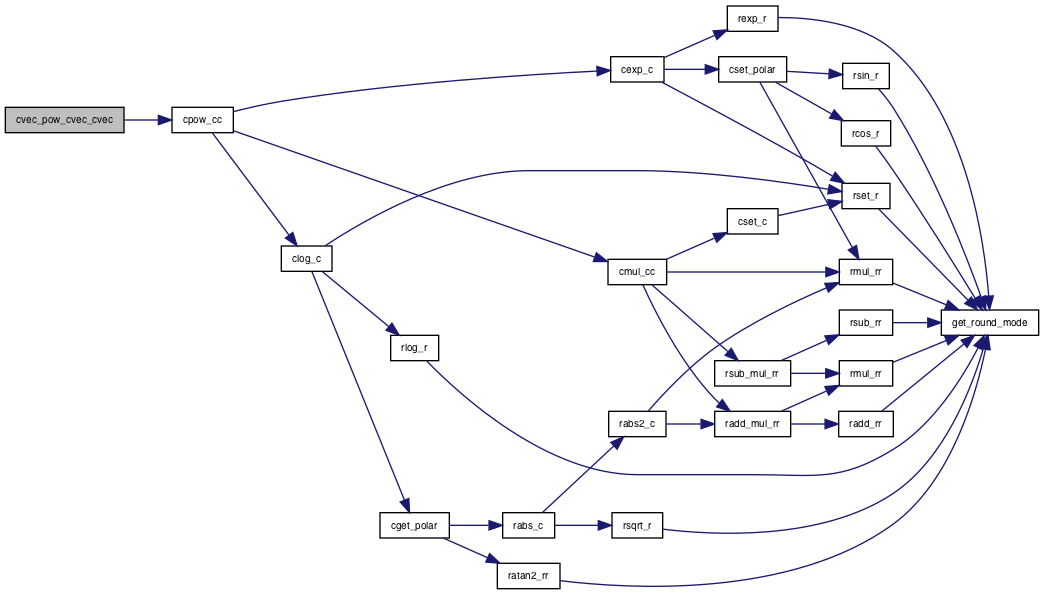 rexp_r
cexp_c
cset_polar
rsin_r
cvec_pow_cvec_cvec
cpow_cc
rcos_r
rset_r
cset_c
clog_c
cmul_cc
rmul_rr
rsub_rr
get_round_mode
rlog_r
rsub_mul_rr
rmul_rr
rabs2_c
radd_mul_rr
radd_rr
cget_polar
rabs_c
rsqrt_r
ratan2_rr